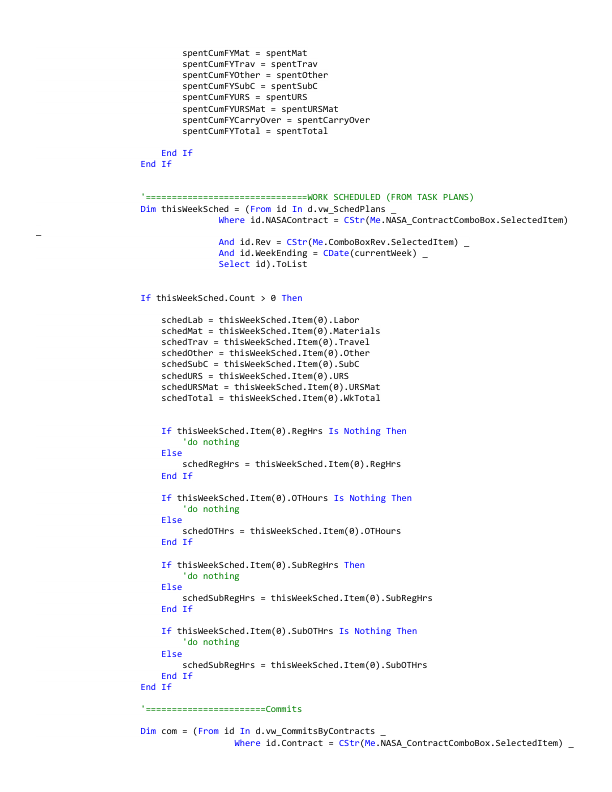 spentCumFYMat = spentMat
spentCumFYTrav = spentTrav
spentCumFYOther = spentOther
spentCumFYSubC = spentSubC
spentCumFYURS = spentURS
spentCumFYURSMat = spentURSMat
spentCumFYCarryOver = spentCarryOver
spentCumFYTotal = spentTotal
End If
End If
'===============================WORK SCHEDULED (FROM TASK PLANS)
Dim thisWeekSched = (From id In d.vw_SchedPlans _
Where id.NASAContract = CStr(Me.NASA_ContractComboBox.SelectedItem)
_
And id.Rev = CStr(Me.ComboBoxRev.SelectedItem) _
And id.WeekEnding = CDate(currentWeek) _
Select id).ToList
If thisWeekSched.Count > 0 Then
schedLab = thisWeekSched.Item(0).Labor
schedMat = thisWeekSched.Item(0).Materials
schedTrav = thisWeekSched.Item(0).Travel
schedOther = thisWeekSched.Item(0).Other
schedSubC = thisWeekSched.Item(0).SubC
schedURS = thisWeekSched.Item(0).URS
schedURSMat = thisWeekSched.Item(0).URSMat
schedTotal = thisWeekSched.Item(0).WkTotal
If thisWeekSched.Item(0).RegHrs Is Nothing Then
'do nothing
Else
schedRegHrs = thisWeekSched.Item(0).RegHrs
End If
If thisWeekSched.Item(0).OTHours Is Nothing Then
'do nothing
Else
schedOTHrs = thisWeekSched.Item(0).OTHours
End If
If thisWeekSched.Item(0).SubRegHrs Then
'do nothing
Else
schedSubRegHrs = thisWeekSched.Item(0).SubRegHrs
End If
If thisWeekSched.Item(0).SubOTHrs Is Nothing Then
'do nothing
Else
schedSubRegHrs = thisWeekSched.Item(0).SubOTHrs
End If
End If
'=======================Commits
Dim com = (From id In d.vw_CommitsByContracts _
Where id.Contract = CStr(Me.NASA_ContractComboBox.SelectedItem) _